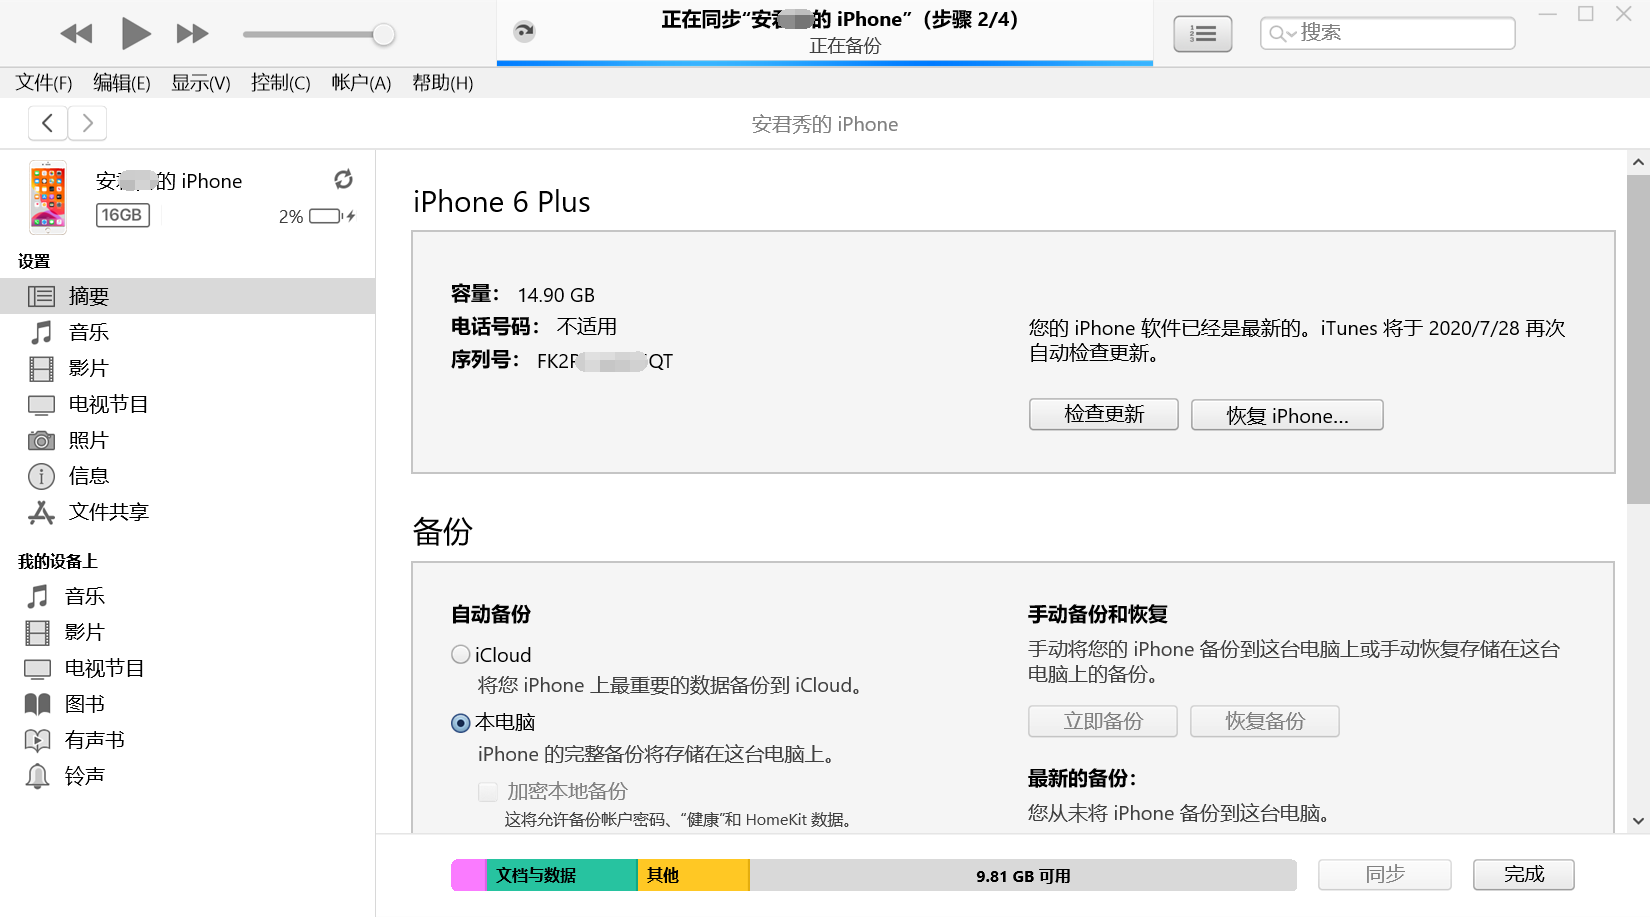 正在同步“安 的 iPhone”（步骤 2/4）
正在备份
搜索
文件(F) 编辑(E) 显示(V) 控制(C) 帐户(A) 帮助(H)
安君秀的 iPhone
安 的 iPhone
16GB
2%
设置
摘要
音乐
影片
电视节目
照片
信息
文件共享
我的设备上
音乐
影片
电视节目
图书
有声书
铃声
iPhone 6 Plus
容量： 14.90 GB
电话号码： 不适用
序列号： FK2 QT
您的 iPhone 软件已经是最新的。iTunes 将于 2020/7/28 再次
自动检查更新。
检查更新
恢复 iPhone...
备份
自动备份
iCloud
将您 iPhone 上最重要的数据备份到 iCloud。
本电脑
iPhone 的完整备份将存储在这台电脑上。
加密本地备份
这将允许备份帐户密码、“健康”和 HomeKit 数据。
手动备份和恢复
手动将您的 iPhone 备份到这台电脑上或手动恢复存储在这台
电脑上的备份。
立即备份
恢复备份
最新的备份：
您从未将 iPhone 备份到这台电脑。
文档与数据
其他
9.81 GB 可用
同步
完成